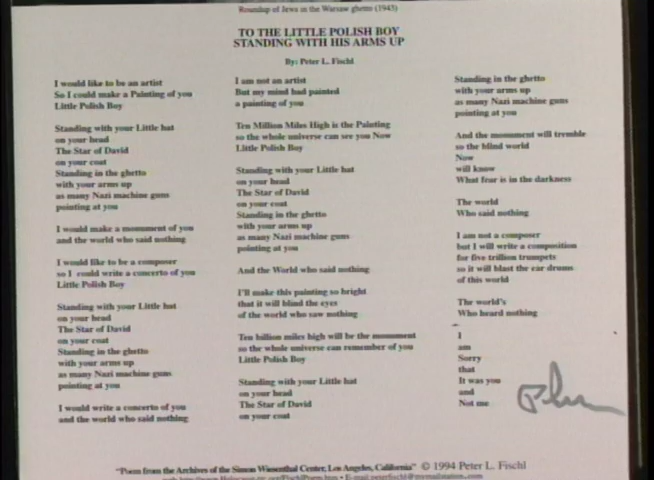 Roundup of Jews in the Warsaw ghetto (1943)
TO THE LITTLE POLISH BOY
STANDING WITH HIS ARMS UP
By: Peter L. Fischl
I would like to be an artist
So I could make a Painting of you
Little Polish Boy
Standing with your Little hat
on your head
The Star of David
on your coat
Standing in the ghetto
with your arms up
as many Nazi machine guns
pointing at you
I would make a monument of you
and the world who said nothing
I would like to be a composer
so I could write a concerto of you
Little Polish Boy
Standing with your Little hat
on your head
The Star of David
on your coat
Standing in the ghetto
with your arms up
as many Nazi machine guns
pointing at you
I would write a concerto of you
and the world who said nothing
I am not an artist
But my mind had painted
a painting of you
Ten Million Miles High is the Painting
so the whole universe can see you Now
Little Polish Boy
Standing with your Little hat
on your head
The Star of David
on your coat
Standing in the ghetto
with your arms up
as many Nazi machine guns
pointing at you
And the World who said nothing
I'll make this painting so bright
that it will blind the eyes
of the world who saw nothing
Ten billion miles high will be the monument
so the whole universe can remember of you
Little Polish Boy
Standing with your Little hat
on your head
The Star of David
on your coat
Standing in the ghetto
with your arms up
as many Nazi machine guns
pointing at you
And the monument will tremble
so the blind world
Now
will know
What fear is in the darkness
The world
Who said nothing
I am not a composer
but I will write a composition
for five trillion trumpets
so it will blast the ear drums
of this world
The world's
Who heard nothing
I
am
Sorry
that
It was you
and
Not me
"Poem from the Archives of the Simon Wiesenthal Center, Los Angeles, California" © 1994 Peter L. Fischl